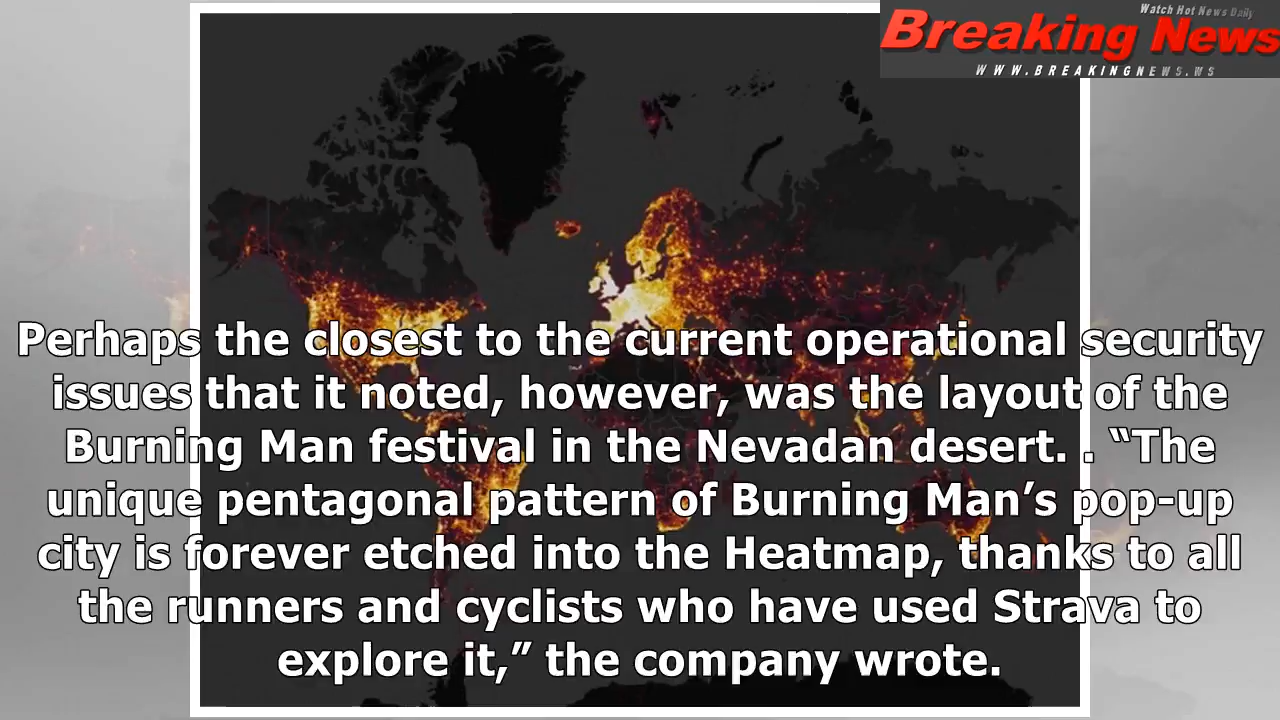 Watch Hot News Daily
Breaking News
WWW.BREAKINGNEWS.WS
Perhaps the closest to the current operational security
issues that it noted, however, was the layout of the
Burning Man festival in the Nevadan desert. . “The
unique pentagonal pattern of Burning Man’s pop-up
city is forever etched into the Heatmap, thanks to all
the runners and cyclists who have used Strava to
explore it,” the company wrote.